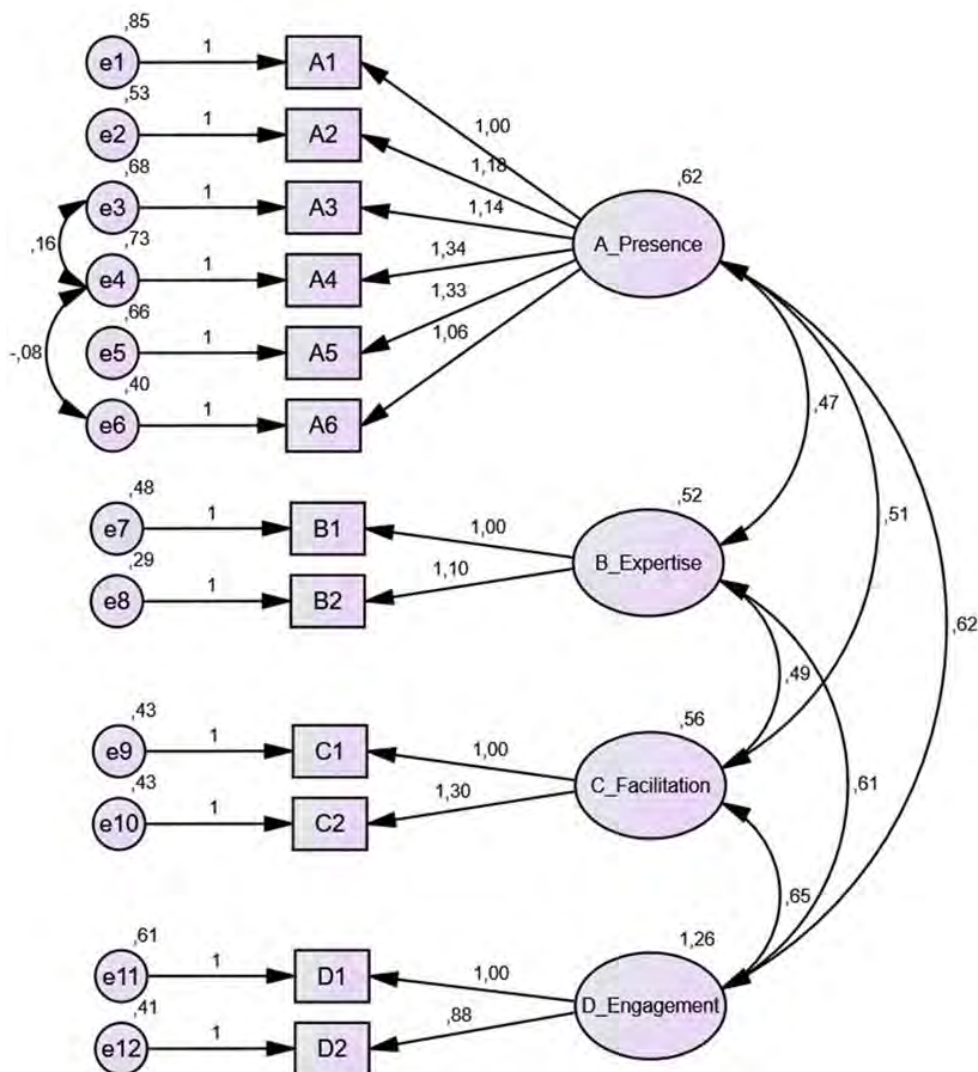 ,85
e1 1 A1
1,00
,53
e2 1 A2
1,18
,62
,68
e3 1 A3
1,14
A_Presence
,16
,73
e4 1 A4
1,34
,66
1,33
-,08
e5 1 A5
1,06
,40
e6 1 A6
,47
,48
,52
,51
e7 1 B1
1,00
B_Expertise
,29
e8 1 B2
1,10
,62
,49
,43
,56
e9 1 C1
1,00
C_Facilitation
,61
,43
e10 1 C2
1,30
,65
,61
1,26
e11 1 D1
1,00
D_Engagement
,41
e12 1 D2
,88